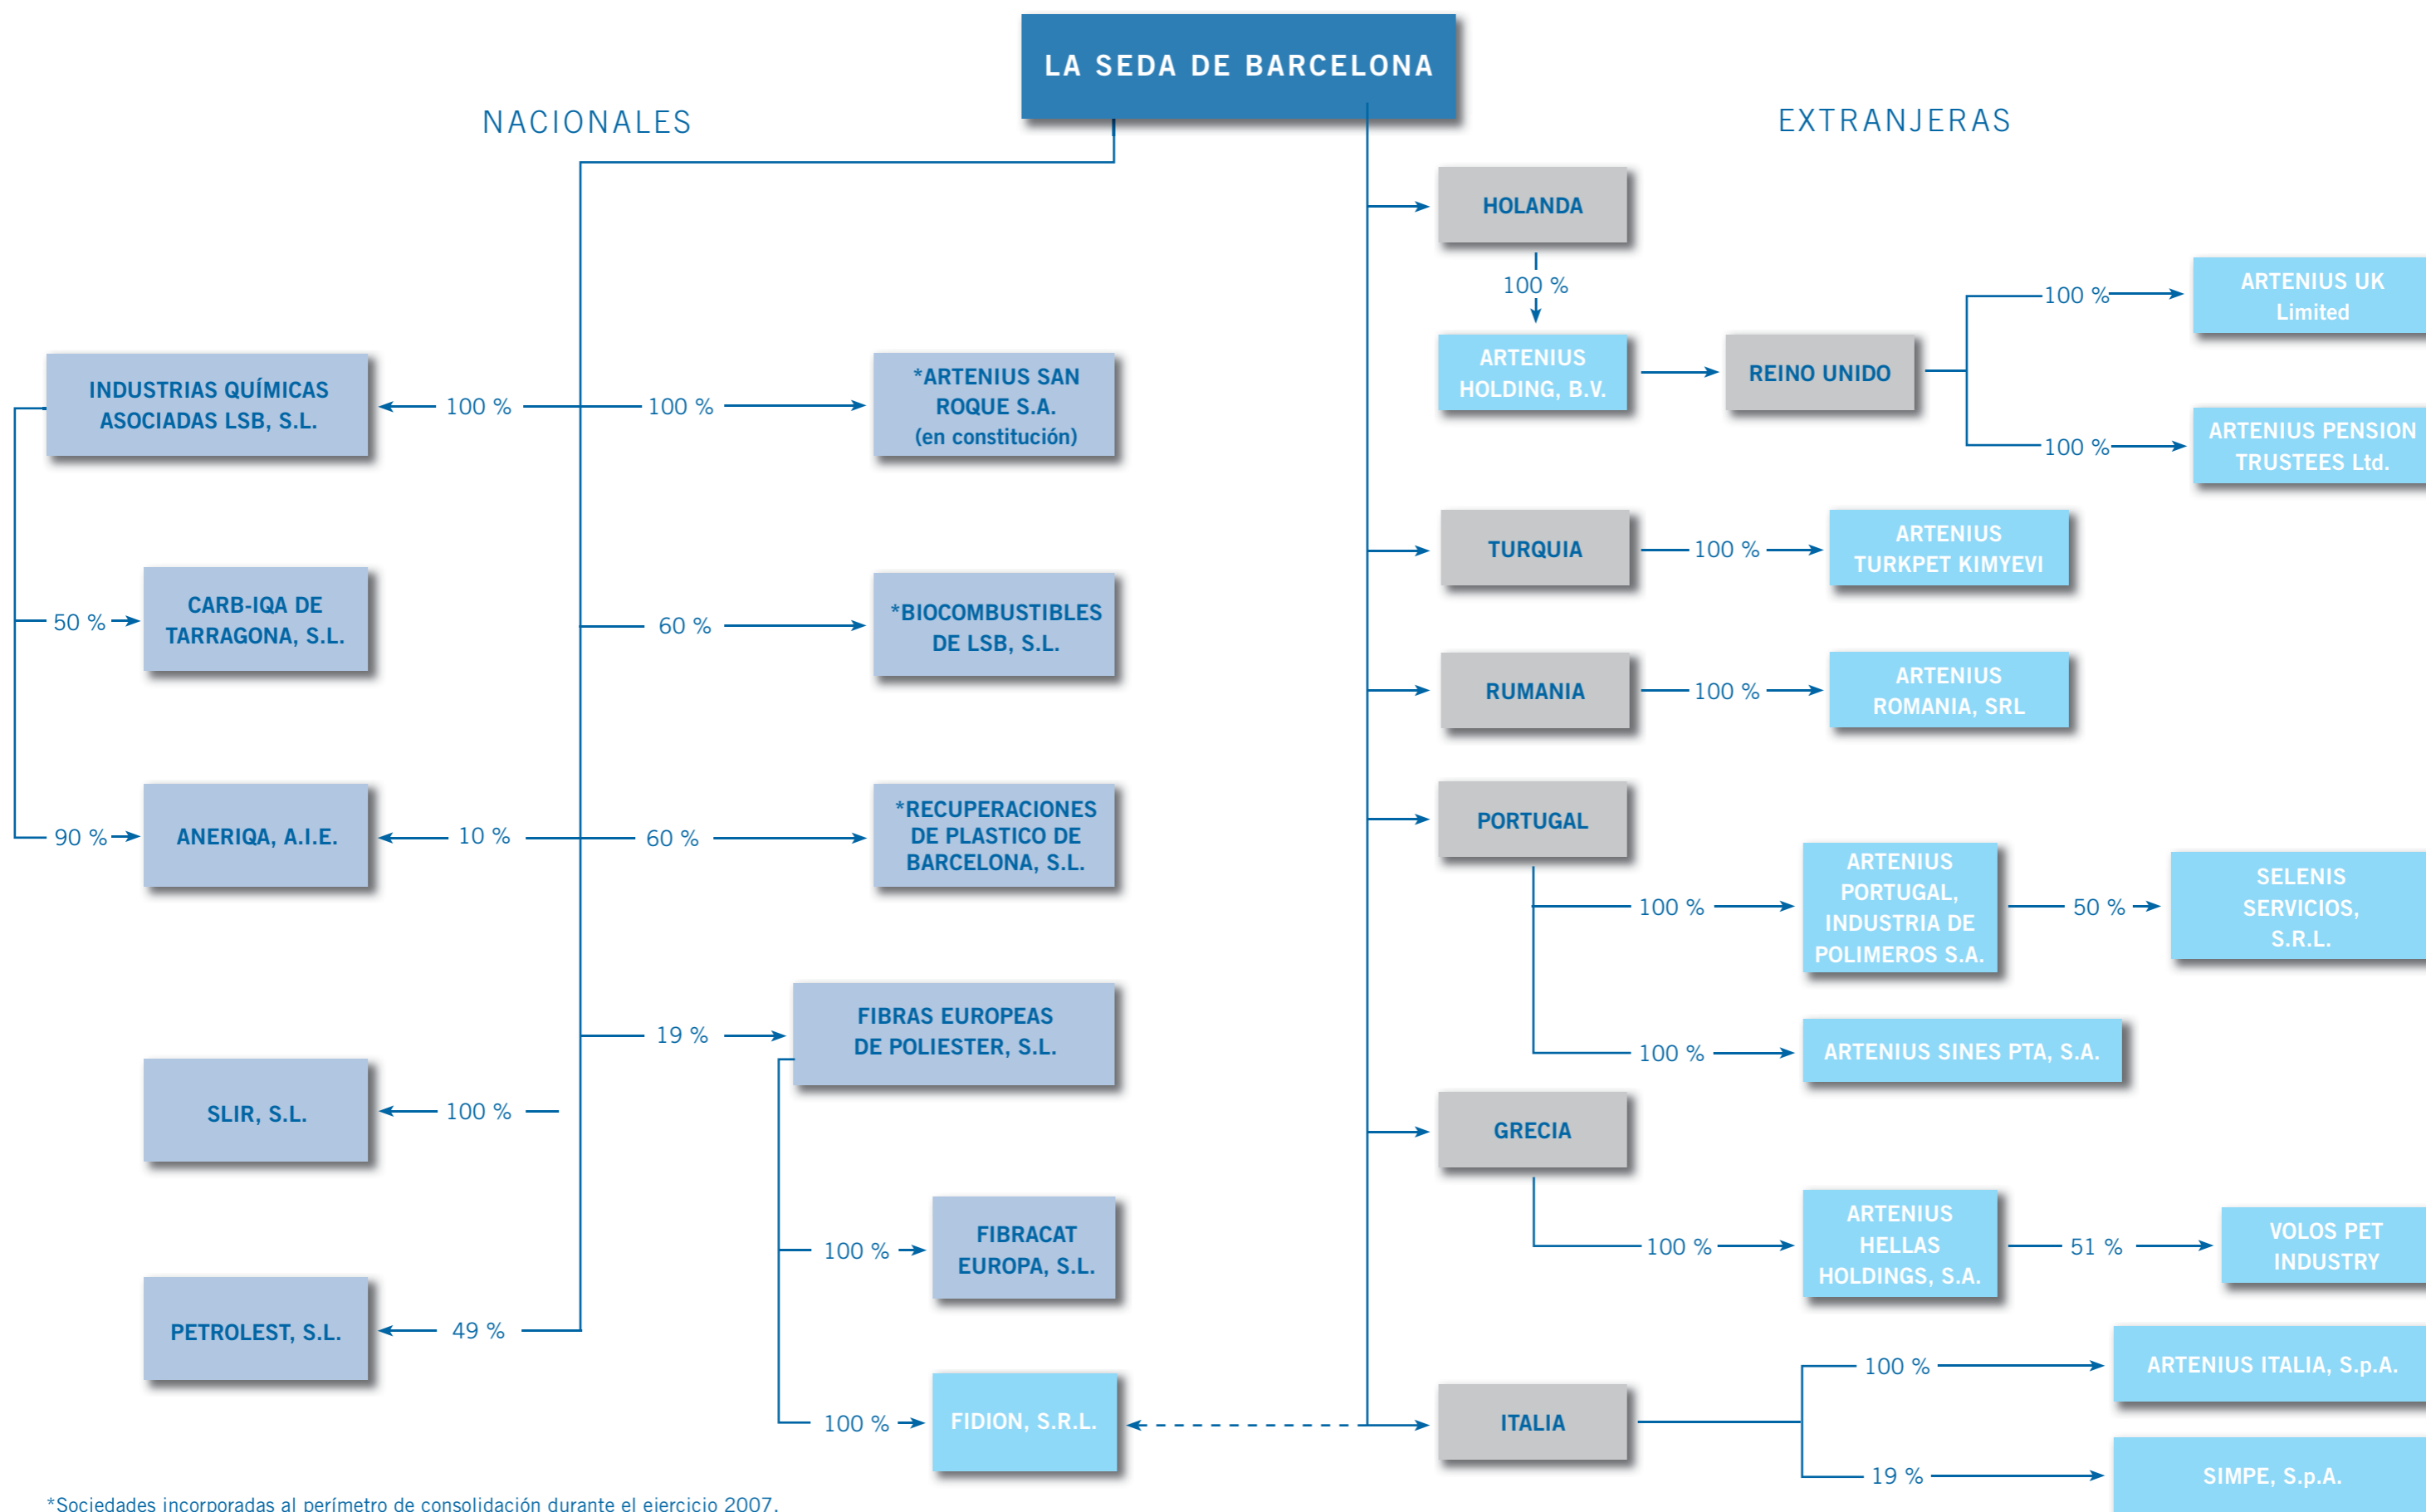 LA SEDA DE BARCELONA
NACIONALES
EXTRANJERAS
INDUSTRIAS QUÍMICAS
ASOCIADAS LSB, S.L.
100 %
100 %
*ARTENIUS SAN
ROQUE S.A.
(en constitución)
50 %
CARB-IQA DE
TARRAGONA, S.L.
60 %
*BIOCOMBUSTIBLES
DE LSB, S.L.
90 %
ANERIQA, A.I.E.
10 %
60 %
*RECUPERACIONES
DE PLASTICO DE
BARCELONA, S.L.
19 %
FIBRAS EUROPEAS
DE POLIESTER, S.L.
SLIR, S.L.
100 %
100 %
FIBRACAT
EUROPA, S.L.
PETROLEST, S.L.
49 %
100 %
FIDION, S.R.L.
HOLANDA
100 %
ARTENIUS
HOLDING, B.V.
REINO UNIDO
100 %
ARTENIUS UK
Limited
100 %
ARTENIUS PENSION
TRUSTEES Ltd.
TURQUIA
100 %
ARTENIUS
TURKPET KIMYEVI
RUMANIA
100 %
ARTENIUS
ROMANIA, SRL
PORTUGAL
100 %
ARTENIUS
PORTUGAL,
INDUSTRIA DE
POLIMEROS S.A.
50 %
SELENIS
SERVICIOS,
S.R.L.
100 %
ARTENIUS SINES PTA, S.A.
GRECIA
100 %
ARTENIUS
HELLAS
HOLDINGS, S.A.
51 %
VOLOS PET
INDUSTRY
ITALIA
100 %
ARTENIUS ITALIA, S.p.A.
19 %
SIMPE, S.p.A.
*Sociedades incorporadas al perímetro de consolidación durante el ejercicio 2007.